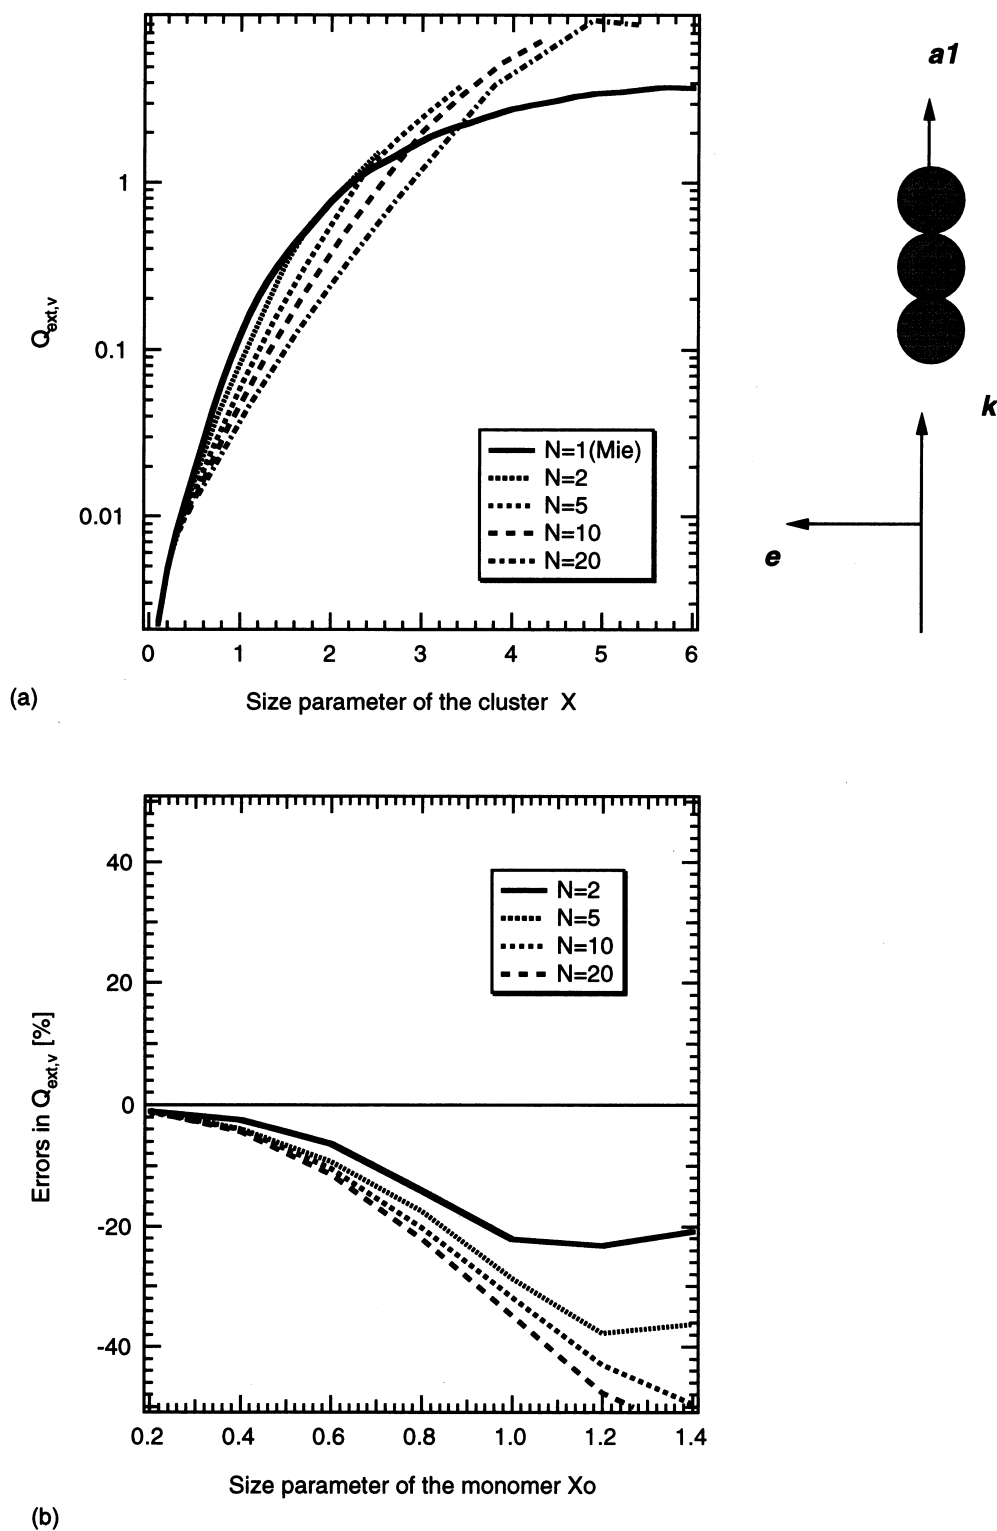 a1
1
0.1
0.01
Qext,v
N=1(Mie)
N=2
N=5
N=10
N=20
k
e
0 1 2 3 4 5 6
(a)
Size parameter of the cluster X
40
20
0
-20
-40
Errors in Qext,v [%]
N=2
N=5
N=10
N=20
0.2 0.4 0.6 0.8 1.0 1.2 1.4
Size parameter of the monomer Xo
(b)